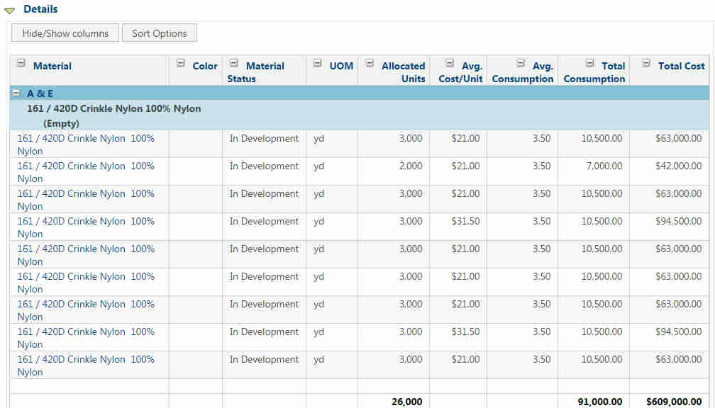 Details
Hide/Show columns Sort Options
Material Color Material Status UOM Allocated Units Avg. Cost/Unit Avg. Consumption Total Consumption Total Cost
A & E
161 / 420D Crinkle Nylon 100% Nylon
(Empty)
161 / 420D Crinkle Nylon 100% In Development yd 3,000 $21.00 3.50 10,500.00 $63,000.00
Nylon
161 / 420D Crinkle Nylon 100% In Development yd 2,000 $21.00 3.50 7,000.00 $42,000.00
Nylon
161 / 420D Crinkle Nylon 100% In Development yd 3,000 $21.00 3.50 10,500.00 $63,000.00
Nylon
161 / 420D Crinkle Nylon 100% In Development yd 3,000 $31.50 3.50 10,500.00 $94,500.00
Nylon
161 / 420D Crinkle Nylon 100% In Development yd 3,000 $21.00 3.50 10,500.00 $63,000.00
Nylon
161 / 420D Crinkle Nylon 100% In Development yd 3,000 $21.00 3.50 10,500.00 $63,000.00
Nylon
161 / 420D Crinkle Nylon 100% In Development yd 3,000 $21.00 3.50 10,500.00 $63,000.00
Nylon
161 / 420D Crinkle Nylon 100% In Development yd 3,000 $31.50 3.50 10,500.00 $94,500.00
Nylon
161 / 420D Crinkle Nylon 100% In Development yd 3,000 $21.00 3.50 10,500.00 $63,000.00
Nylon
26,000 91,000.00 $609,000.00